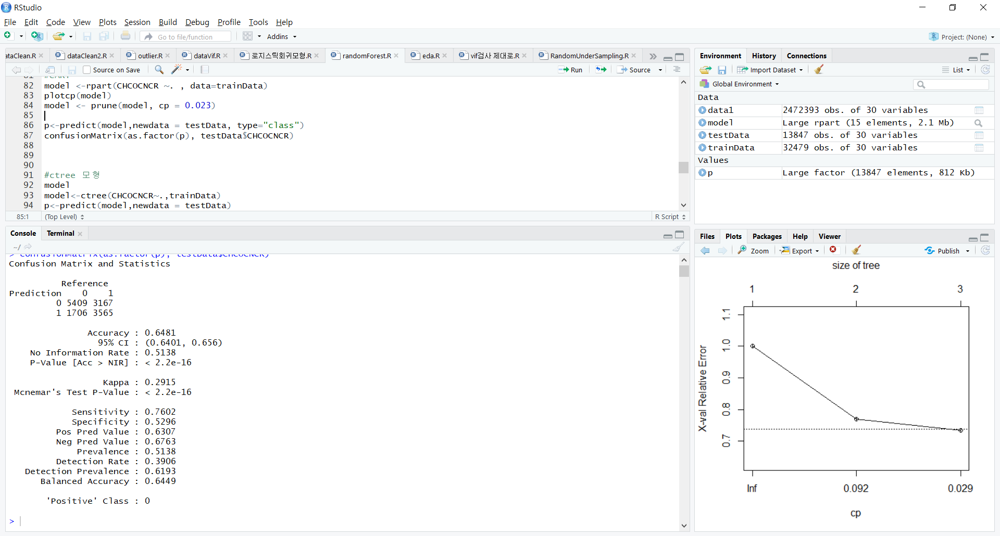 RStudio
File Edit Code View Plots Session Build Debug Profile Tools Help
Go to file/function Addins Project: (None)
ataClean.R dataClean2.R outlier.R dataVif.R 로지스틱회귀모형.R randomForest.R eda.R vif검사 제대로.R RandomUnderSampling.R
Source on Save Run Source
81 #CART
82 model <-rpart(CHCOCNCR ~. , data=trainData)
83 plotcp(model)
84 model <- prune(model, cp = 0.023)
85
86 p<-predict(model,newdata = testData, type="class")
87 confusionMatrix(as.factor(p), testData$CHCOCNCR)
88
89
90
91 #ctree 모형
92 model
93 model<-ctree(CHCOCNCR~.,trainData)
94 p<-predict(model,newdata = testData)
85:1 (Top Level) R Script
Console Terminal
~/
> confusionMatrix(as.factor(p), testData$CHCOCNCR)
Confusion Matrix and Statistics
Reference
Prediction 0 1
0 5409 3167
1 1706 3565
Accuracy : 0.6481
95% CI : (0.6401, 0.656)
No Information Rate : 0.5138
P-Value [Acc > NIR] : < 2.2e-16
Kappa : 0.2915
Mcnemar's Test P-Value : < 2.2e-16
Sensitivity : 0.7602
Specificity : 0.5296
Pos Pred Value : 0.6307
Neg Pred Value : 0.6763
Prevalence : 0.5138
Detection Rate : 0.3906
Detection Prevalence : 0.6193
Balanced Accuracy : 0.6449
'Positive' Class : 0
>
Environment History Connections
Import Dataset List
Global Environment
Data
data1 2472393 obs. of 30 variables
model Large rpart (15 elements, 2.1 Mb)
testData 13847 obs. of 30 variables
trainData 32479 obs. of 30 variables
Values
p Large factor (13847 elements, 812 Kb)
Files Plots Packages Help Viewer
Zoom Export Publish
size of tree
1 2 3
X-val Relative Error
1.1
1.0
0.9
0.8
0.7
Inf 0.092 0.029
cp